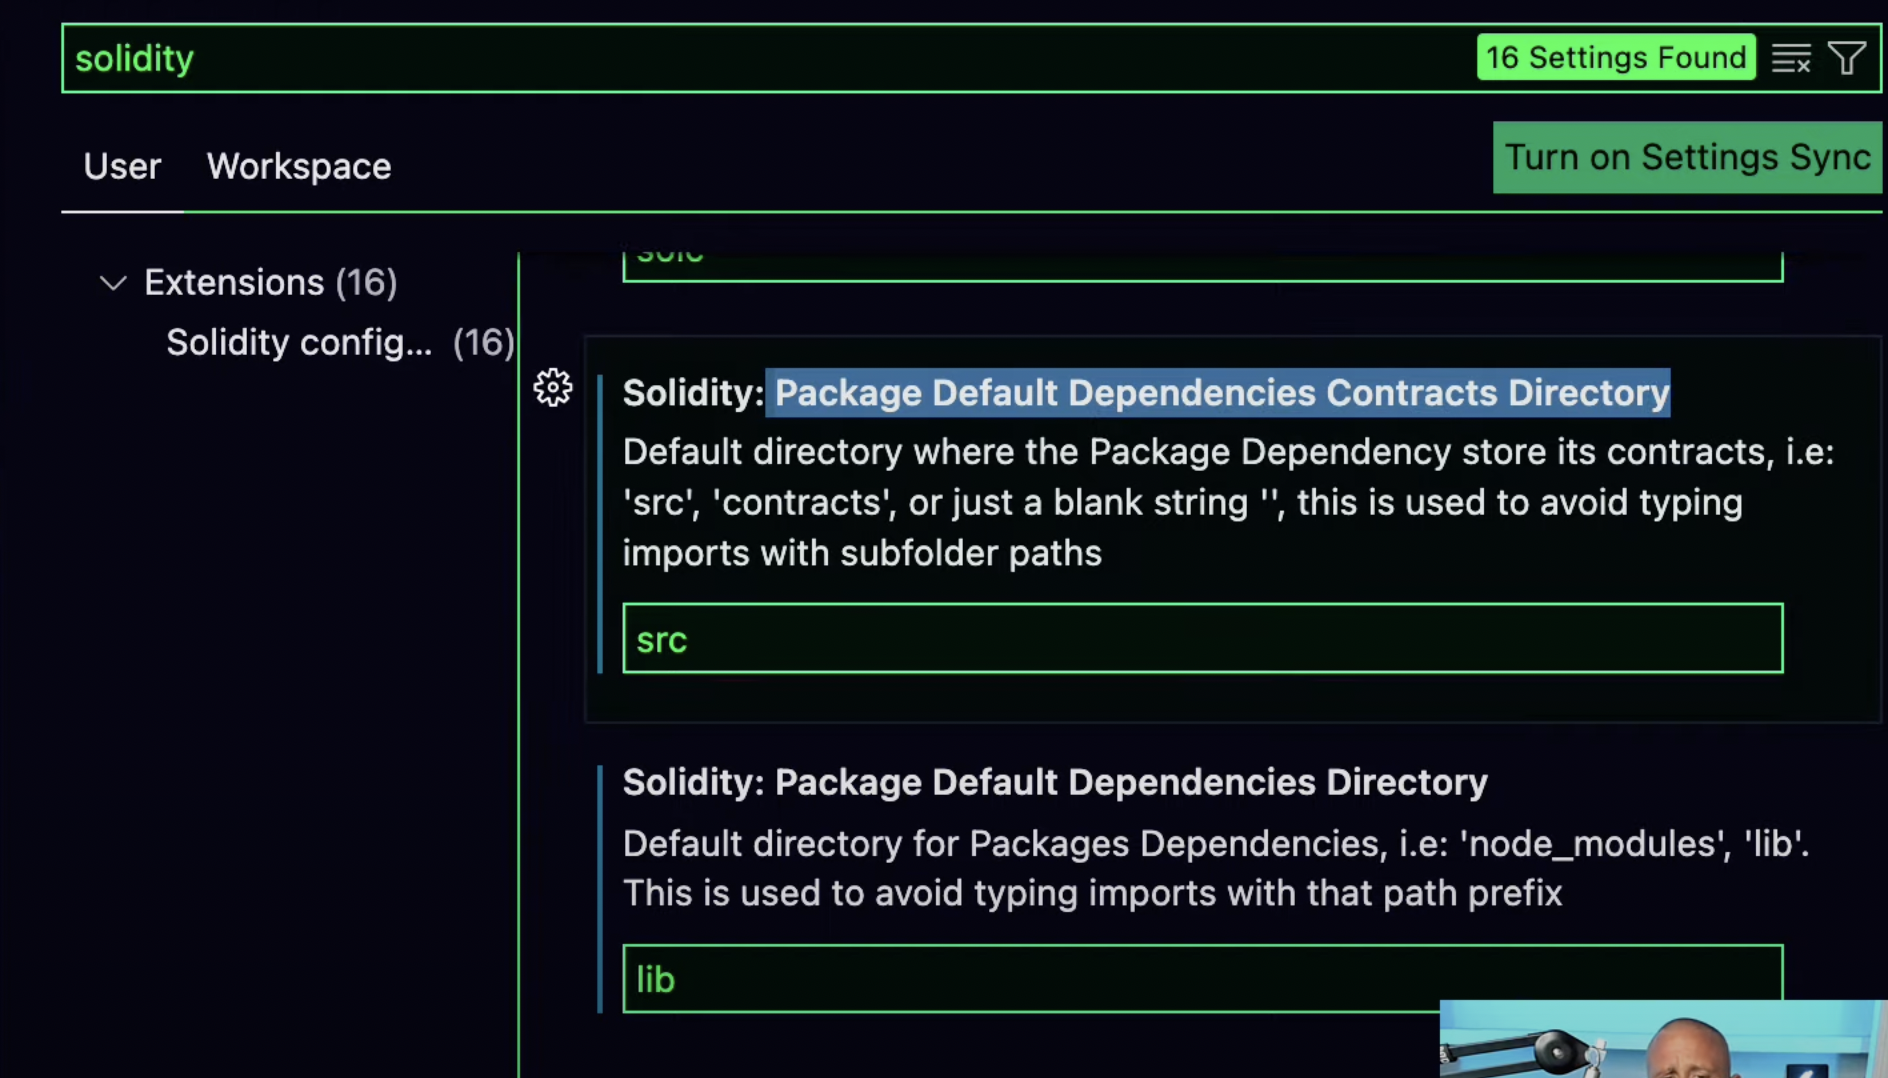 solidity
16 Settings Found
User
Workspace
Turn on Settings Sync
Extensions (16)
Solidity config... (16)
solc
Solidity: Package Default Dependencies Contracts Directory
Default directory where the Package Dependency store its contracts, i.e:
'src', 'contracts', or just a blank string '', this is used to avoid typing
imports with subfolder paths
src
Solidity: Package Default Dependencies Directory
Default directory for Packages Dependencies, i.e: 'node_modules', 'lib'.
This is used to avoid typing imports with that path prefix
lib